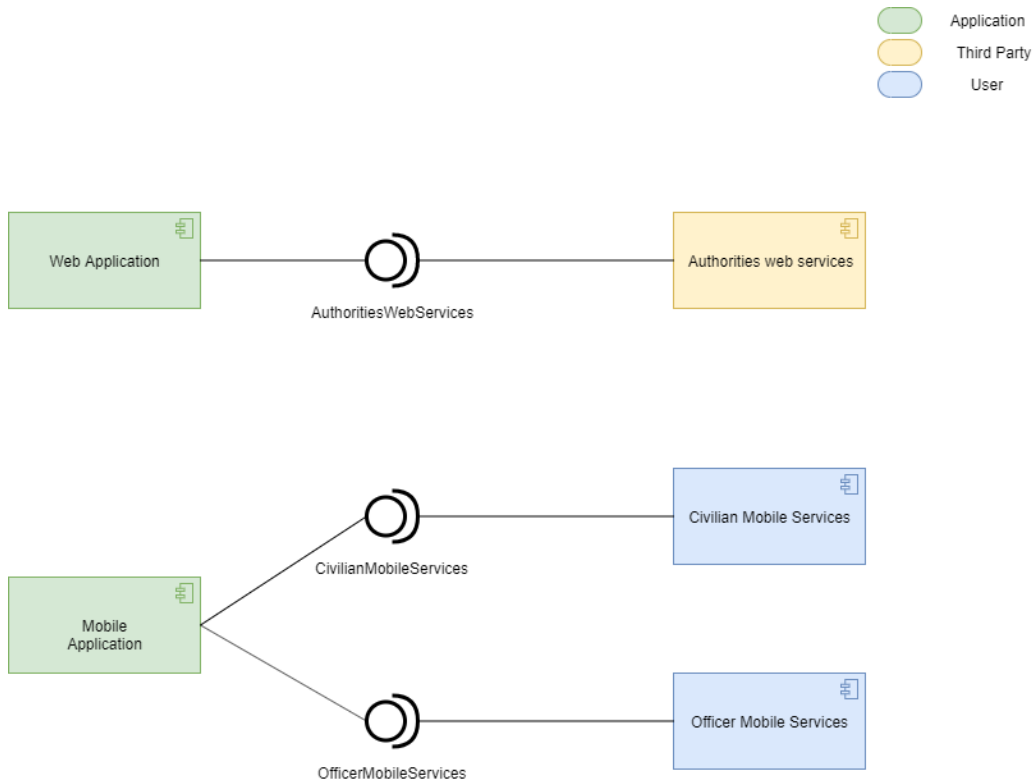 Application
Third Party
User
Web Application
AuthoritiesWebServices
Authorities web services
CivilianMobileServices
Civilian Mobile Services
Mobile
Application
OfficerMobileServices
Officer Mobile Services